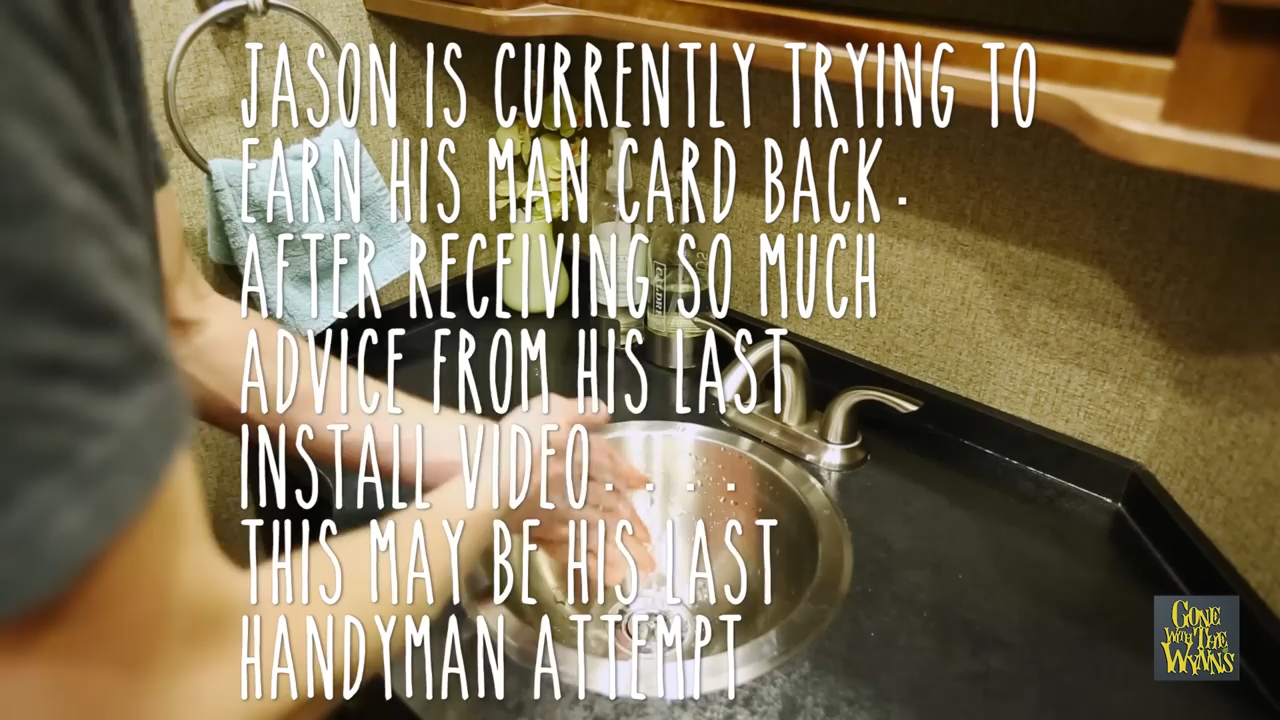 JASON IS CURRENTLY TRYING TO
EARN HIS MAN CARD BACK.
AFTER RECEIVING SO MUCH
ADVICE FROM HIS LAST
INSTALL VIDEO. . . .
THIS MAY BE HIS LAST
HANDYMAN ATTEMPT
GONE
WITH THE
WYNNS